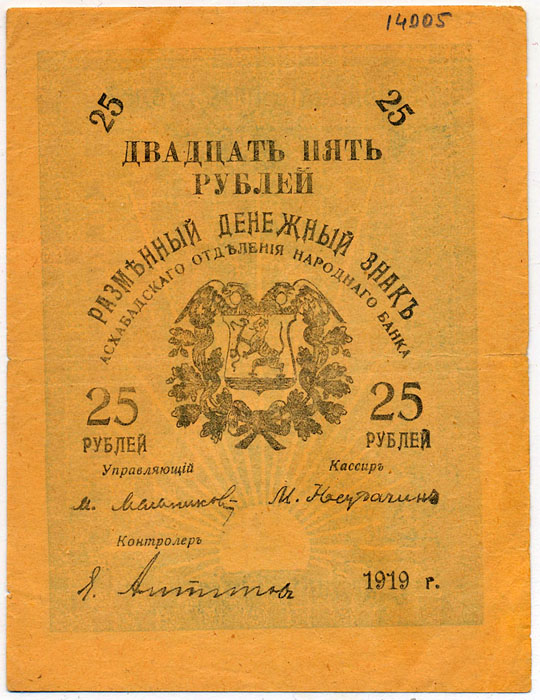 14005
25 25
ДВАДЦАТЬ ПЯТЬ
РУБЛЕЙ
РАЗМѢННЫЙ ДЕНЕЖНЫЙ ЗНАКЪ
АСХАБАДСКАГО ОТДѢЛЕНІЯ НАРОДНАГО БАНКА
25 25
РУБЛЕЙ РУБЛЕЙ
Управляющій Кассиръ
М. М.
Контролеръ
1919 г.